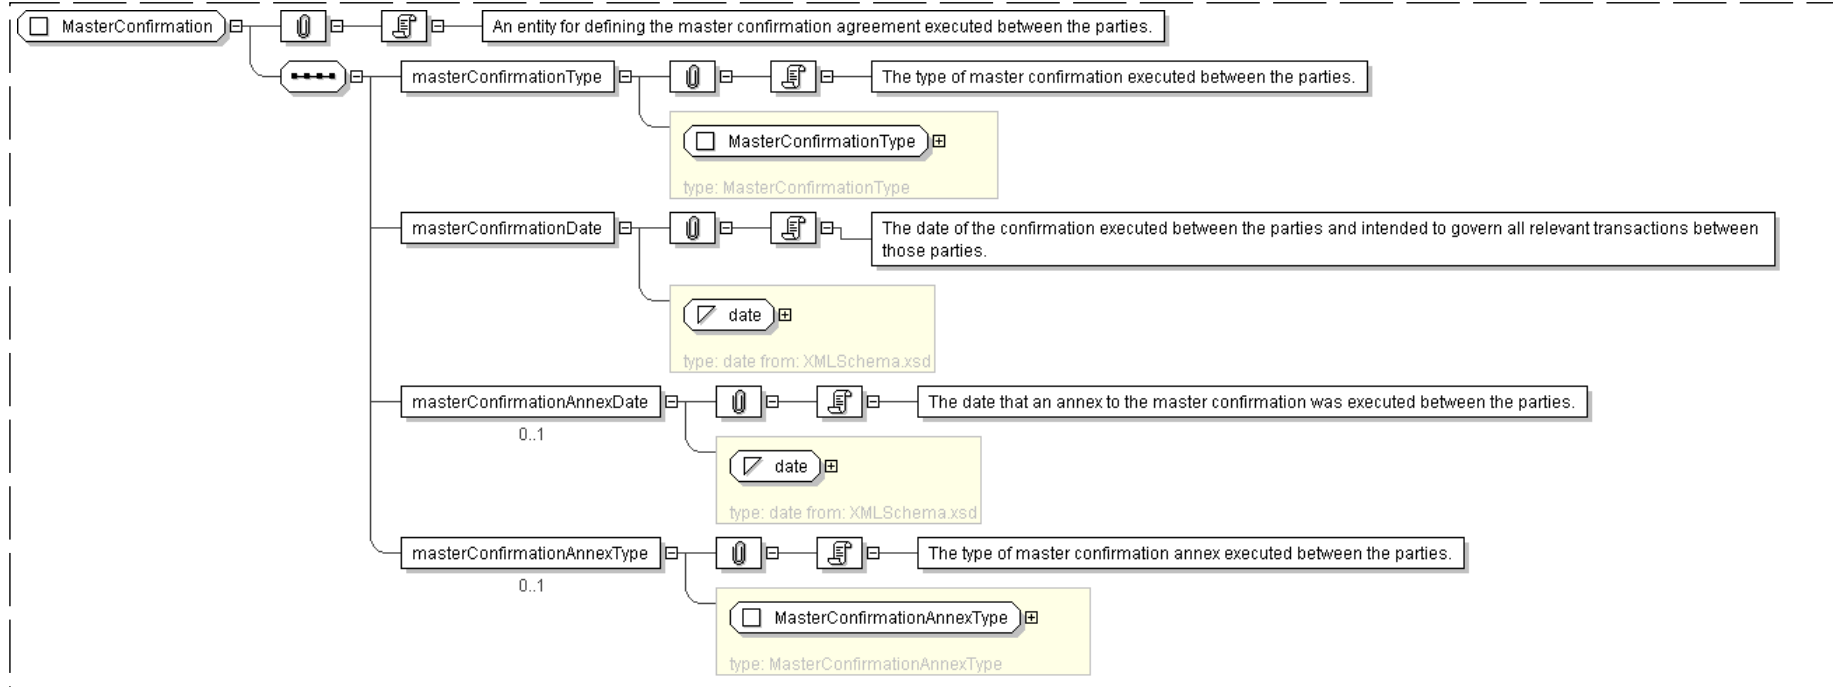 MasterConfirmation
An entity for defining the master confirmation agreement executed between the parties.
masterConfirmationType
The type of master confirmation executed between the parties.
MasterConfirmationType
type: MasterConfirmationType
masterConfirmationDate
The date of the confirmation executed between the parties and intended to govern all relevant transactions between
those parties.
date
type: date from: XMLSchema.xsd
masterConfirmationAnnexDate
The date that an annex to the master confirmation was executed between the parties.
0..1
date
type: date from: XMLSchema.xsd
masterConfirmationAnnexType
The type of master confirmation annex executed between the parties.
0..1
MasterConfirmationAnnexType
type: MasterConfirmationAnnexType